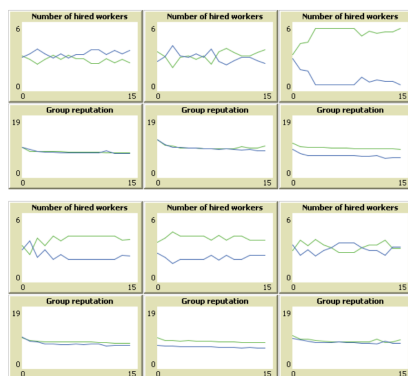 Number of hired workers Number of hired workers Number of hired workers
6 6 6
0 0 0
0 15 0 15 0 15
Group reputation Group reputation Group reputation
19 19 19
0 0 0
0 15 0 15 0 15
Number of hired workers Number of hired workers Number of hired workers
6 6 6
0 0 0
0 15 0 15 0 15
Group reputation Group reputation Group reputation
19 19 19
0 0 0
0 15 0 15 0 15